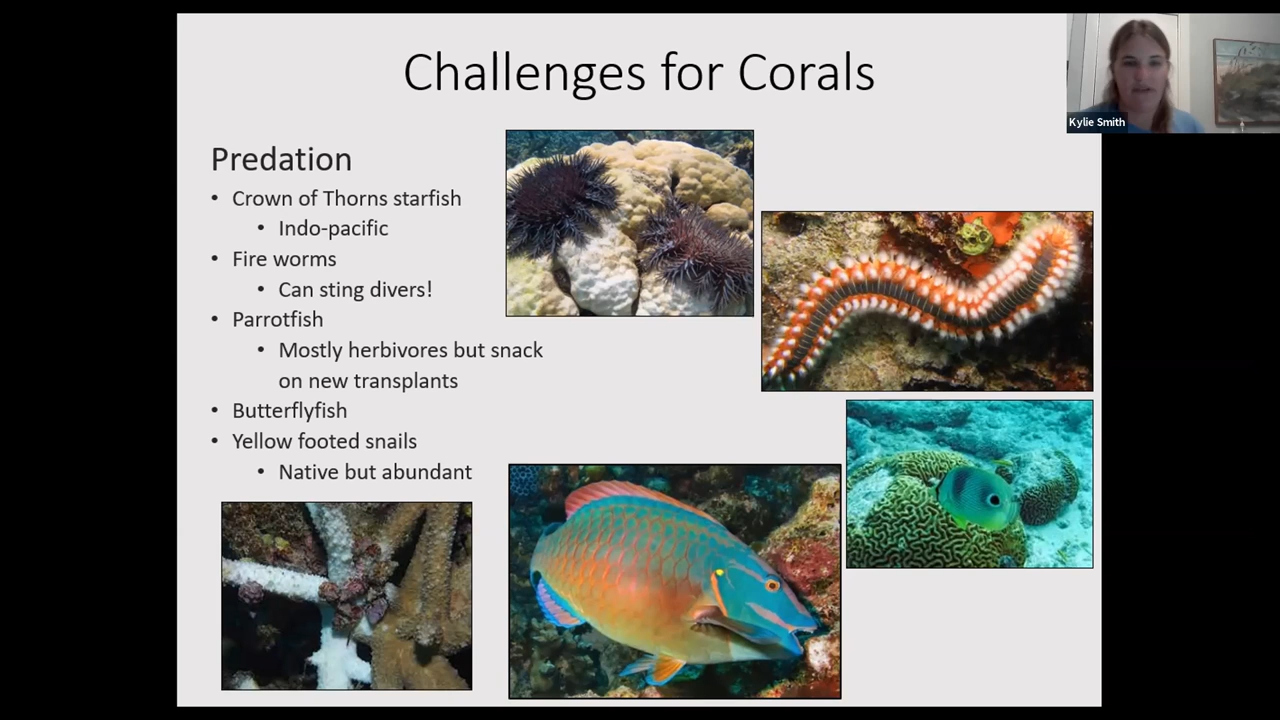 Challenges for Corals
Kylie Smith
Predation
• Crown of Thorns starfish
• Indo-pacific
• Fire worms
• Can sting divers!
• Parrotfish
• Mostly herbivores but snack
on new transplants
• Butterflyfish
• Yellow footed snails
• Native but abundant